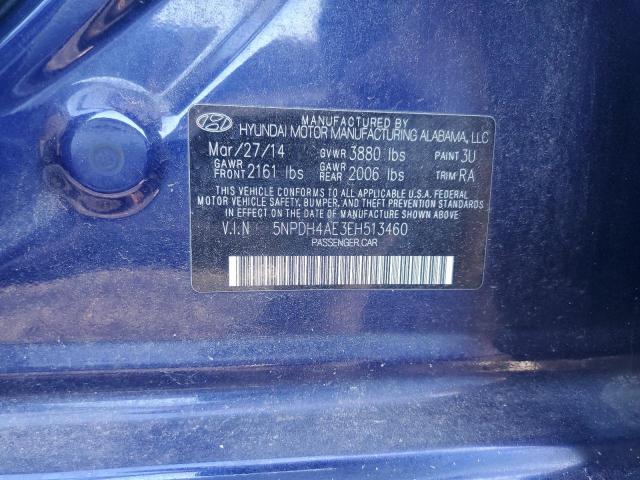 MANUFACTURED BY
HYUNDAI MOTOR MANUFACTURING ALABAMA, LLC
Mar/27/14 GVWR 3880 lbs PAINT 3U
GAWR FRONT 2161 lbs GAWR REAR 2006 lbs TRIM RA
THIS VEHICLE CONFORMS TO ALL APPLICABLE U.S.A. FEDERAL
MOTOR VEHICLE SAFETY, BUMPER, AND THEFT PREVENTION STANDARDS
IN EFFECT ON THE DATE OF MANUFACTURE SHOWN ABOVE.
V.I.N 5NPDH4AE3EH513460
PASSENGER CAR